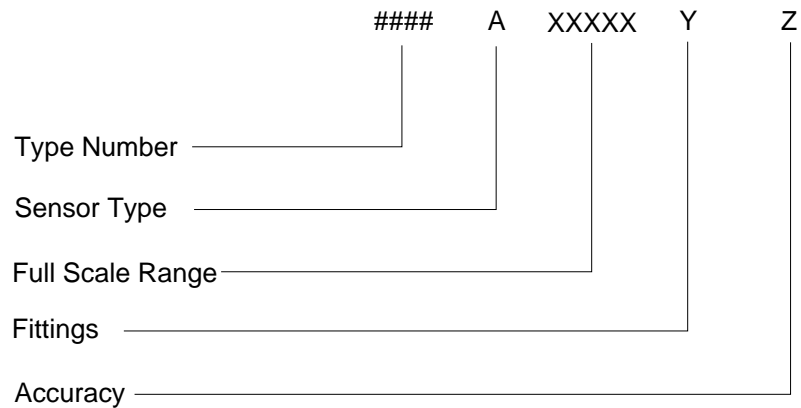 #### A XXXXX Y Z
Type Number
Sensor Type
Full Scale Range
Fittings
Accuracy